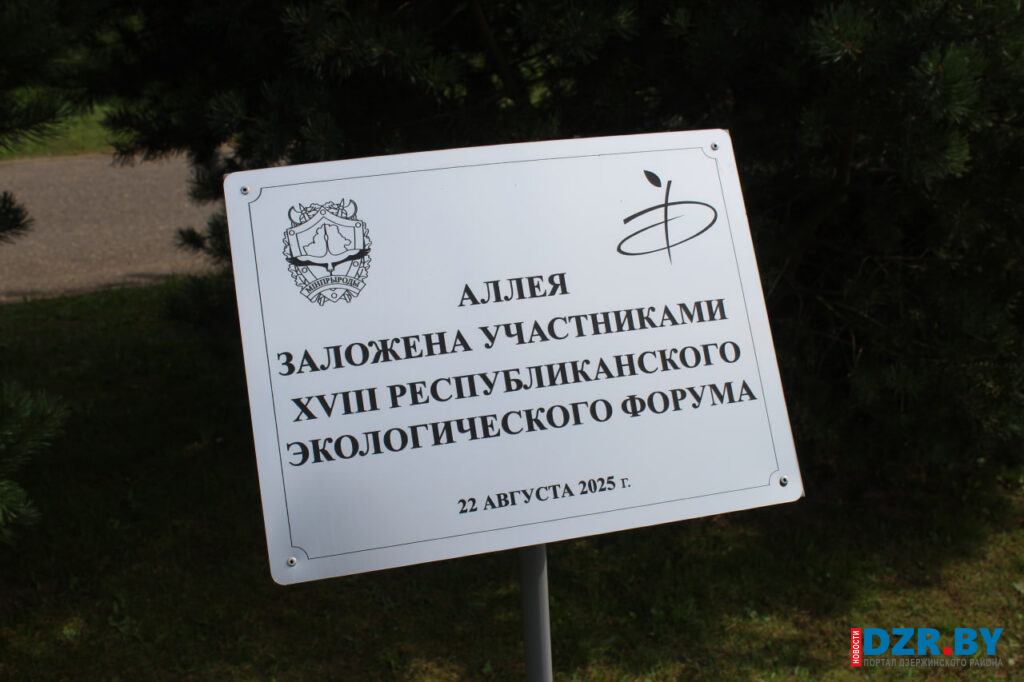 МІНПРЫРОДЫ
АЛЛЕЯ
ЗАЛОЖЕНА УЧАСТНИКАМИ
XVIII РЕСПУБЛИКАНСКОГО
ЭКОЛОГИЧЕСКОГО ФОРУМА
22 АВГУСТА 2025 г.
НОВОСТИ
DZR.BY
ПОРТАЛ ДЗЕРЖИНСКОГО РАЙОНА